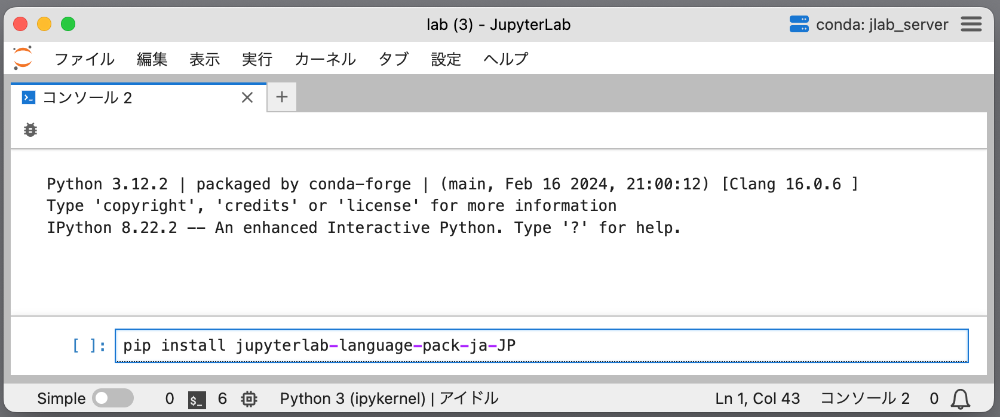 lab (3) - JupyterLab
conda: jlab_server
ファイル 編集 表示 実行 カーネル タブ 設定 ヘルプ
コンソール 2
Python 3.12.2 | packaged by conda-forge | (main, Feb 16 2024, 21:00:12) [Clang 16.0.6 ]
Type 'copyright', 'credits' or 'license' for more information
IPython 8.22.2 -- An enhanced Interactive Python. Type '?' for help.
[ ]: pip install jupyterlab-language-pack-ja-JP
Simple 0 $_ 6 Python 3 (ipykernel) | アイドル Ln 1, Col 43 コンソール 2 0